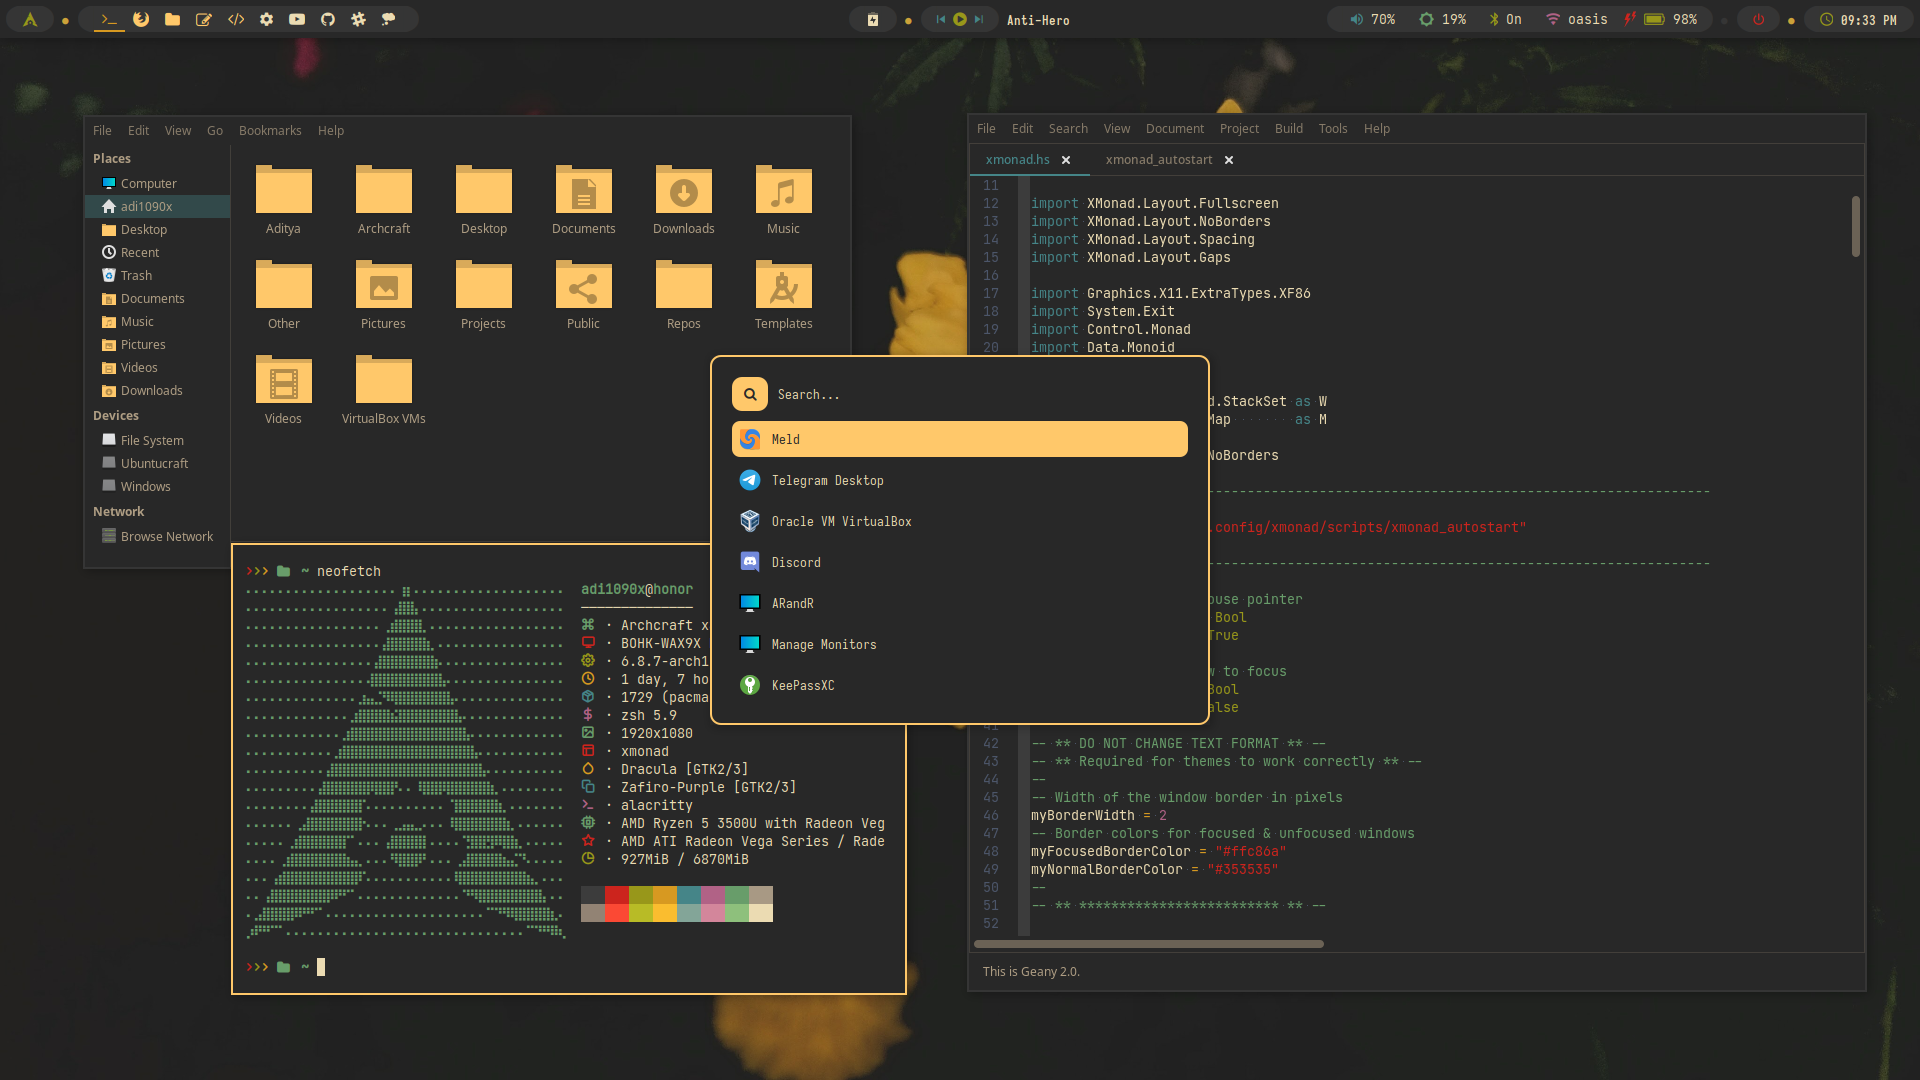 Anti-Hero
70%
19%
On
oasis
98%
09:33 PM
File Edit View Go Bookmarks Help
Places
Computer
adi1090x
Desktop
Recent
Trash
Documents
Music
Pictures
Videos
Downloads
Devices
File System
Ubuntucraft
Windows
Network
Browse Network
Aditya Archcraft Desktop Documents Downloads Music
Other Pictures Projects Public Repos Templates
Videos VirtualBox VMs
~ neofetch
adi1090x@honor
· Archcraft x
· BOHK-WAX9X
· 6.8.7-arch1
· 1 day, 7 ho
· 1729 (pacma
· zsh 5.9
· 1920x1080
· xmonad
· Dracula [GTK2/3]
· Zafiro-Purple [GTK2/3]
· alacritty
· AMD Ryzen 5 3500U with Radeon Veg
· AMD ATI Radeon Vega Series / Rade
· 927MiB / 6870MiB
~
Search...
Meld
Telegram Desktop
Oracle VM VirtualBox
Discord
ARandR
Manage Monitors
KeePassXC
File Edit Search View Document Project Build Tools Help
xmonad.hs xmonad_autostart
11
12 import XMonad.Layout.Fullscreen
13 import XMonad.Layout.NoBorders
14 import XMonad.Layout.Spacing
15 import XMonad.Layout.Gaps
16
17 import Graphics.X11.ExtraTypes.XF86
18 import System.Exit
19 import Control.Monad
20 import Data.Monoid
d.StackSet as W
Map as M
NoBorders
.config/xmonad/scripts/xmonad_autostart"
ouse pointer
Bool
True
w to focus
Bool
alse
42 -- ** DO NOT CHANGE TEXT FORMAT ** --
43 -- ** Required for themes to work correctly ** --
44 --
45 -- Width of the window border in pixels
46 myBorderWidth = 2
47 -- Border colors for focused & unfocused windows
48 myFocusedBorderColor = "#ffc86a"
49 myNormalBorderColor = "#353535"
50 --
51 -- ** ************************* ** --
52
This is Geany 2.0.